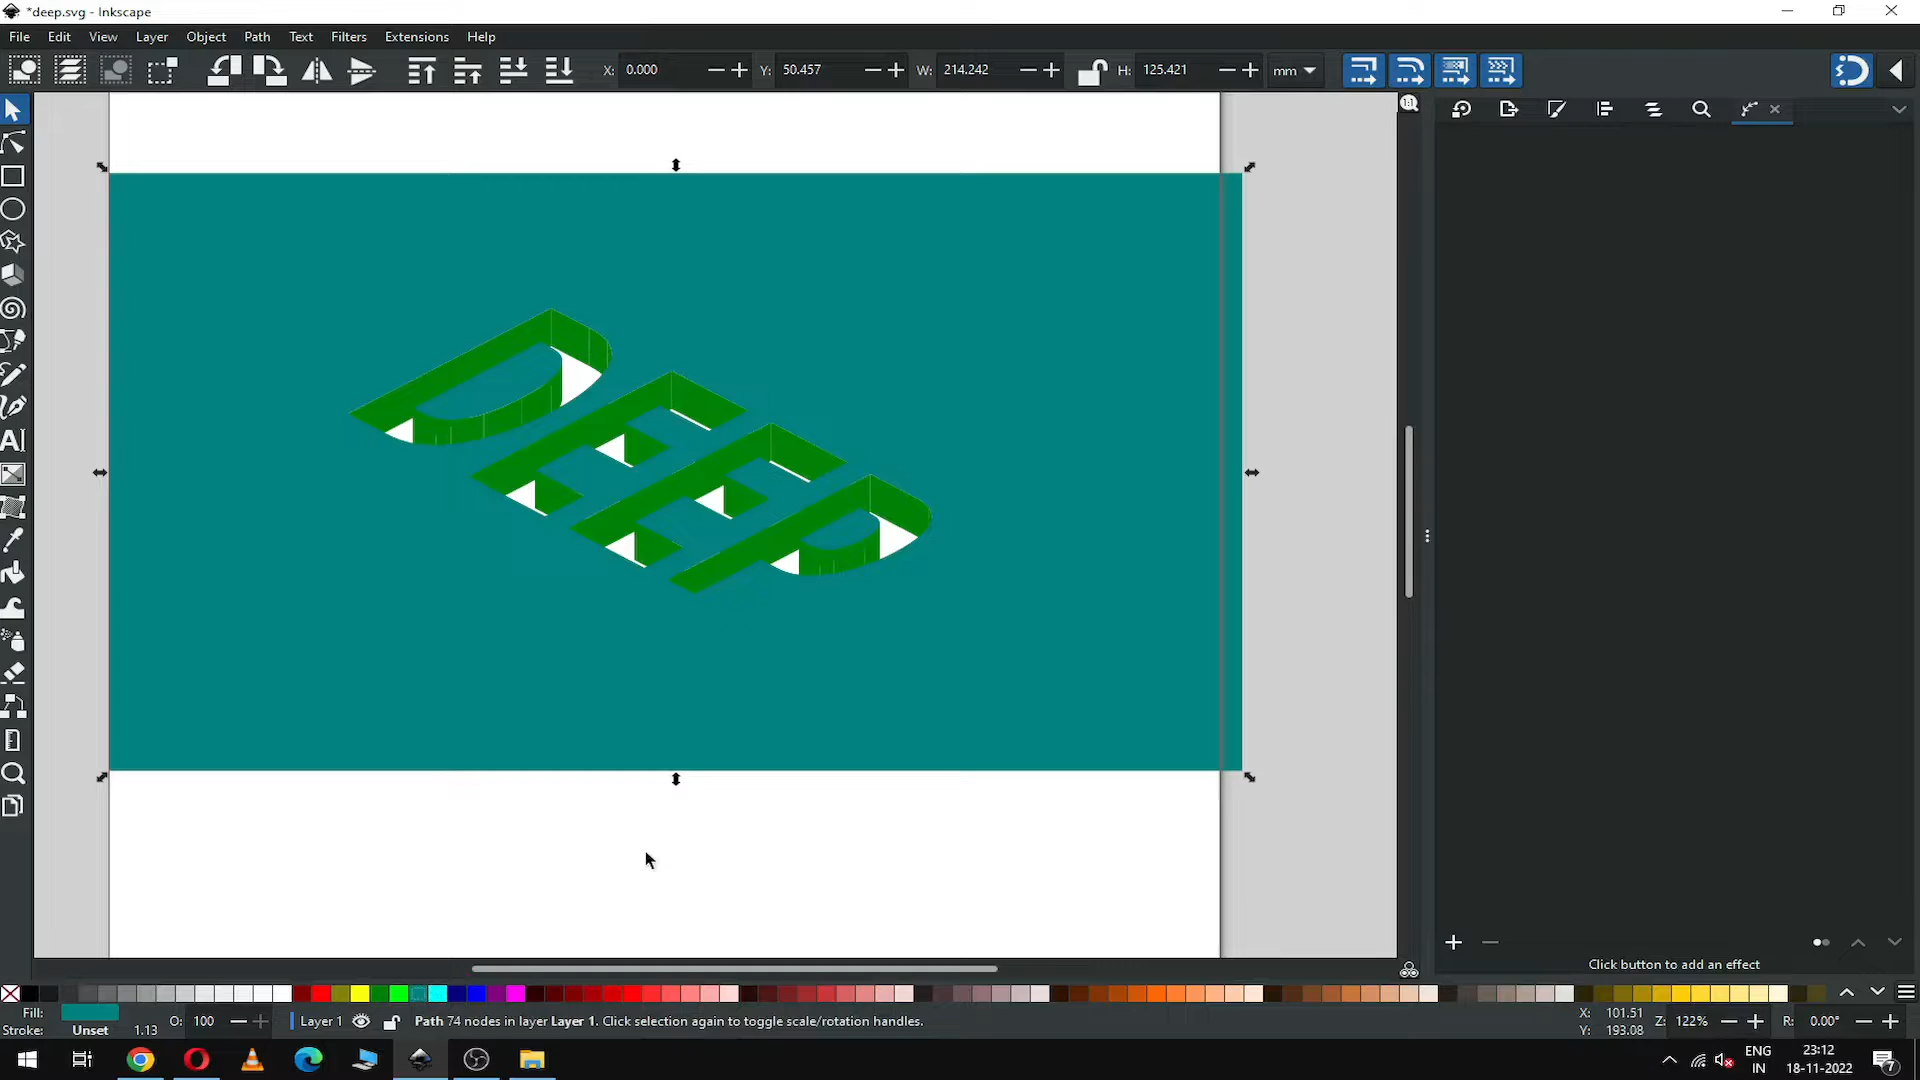 *deep.svg - Inkscape
File Edit View Layer Object Path Text Filters Extensions Help
X: 0.000 Y: 50.457 W: 214.242 H: 125.421 mm
1:1
DEEP
Click button to add an effect
Fill:
Stroke: Unset 1.13 O: 100 Layer 1 Path 74 nodes in layer Layer 1. Click selection again to toggle scale/rotation handles.
X: 101.51
Y: 193.08
Z: 122% R: 0.00°
ENG
IN
23:12
18-11-2022
7